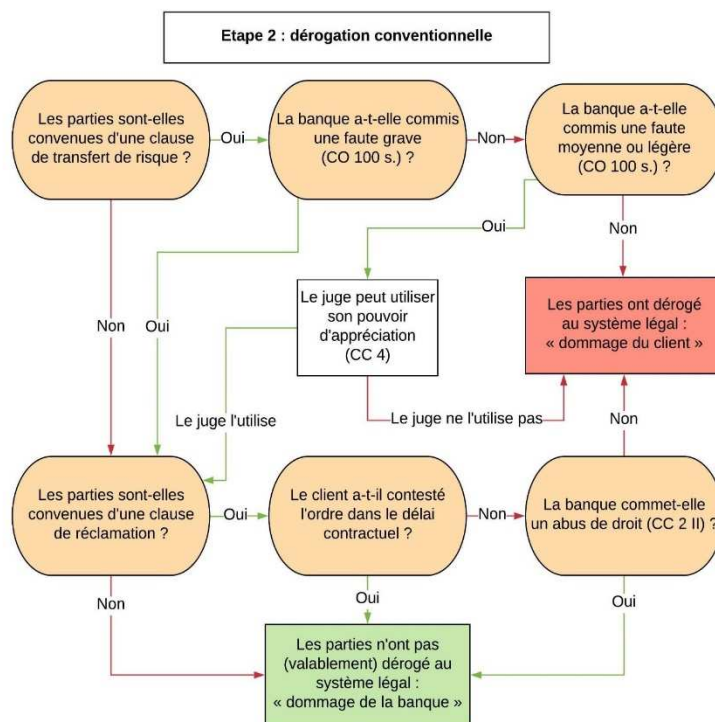 Etape 2 : dérogation conventionnelle
Les parties sont-elles
convenues d'une clause
de transfert de risque ?
Oui
La banque a-t-elle commis
une faute grave
(CO 100 s.) ?
Non
La banque a-t-elle
commis une faute
moyenne ou légère
(CO 100 s.) ?
Oui
Non
Non
Oui
Le juge peut utiliser
son pouvoir
d'appréciation
(CC 4)
Les parties ont dérogé
au système légal :
« dommage du client »
Le juge l'utilise
Le juge ne l'utilise pas
Non
Les parties sont-elles
convenues d'une clause
de réclamation ?
Oui
Le client a-t-il contesté
l'ordre dans le délai
contractuel ?
Non
La banque commet-elle
un abus de droit (CC 2 II) ?
Non
Oui
Oui
Les parties n'ont pas
(valablement) dérogé au
système légal :
« dommage de la banque »